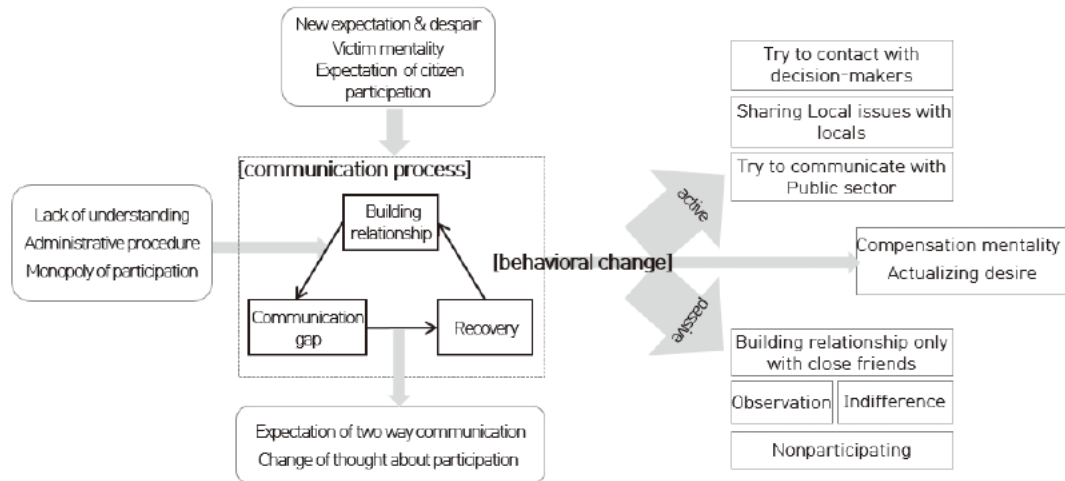 New expectation & despair
Victim mentality
Expectation of citizen
participation
[communication process]
Lack of understanding
Administrative procedure
Monopoly of participation
Building
relationship
Communication
gap
Recovery
Expectation of two way communication
Change of thought about participation
[behavioral change]
active
passive
Try to contact with
decision-makers
Sharing Local issues with
locals
Try to communicate with
Public sector
Compensation mentality
Actualizing desire
Building relationship only
with close friends
Observation
Indifference
Nonparticipating